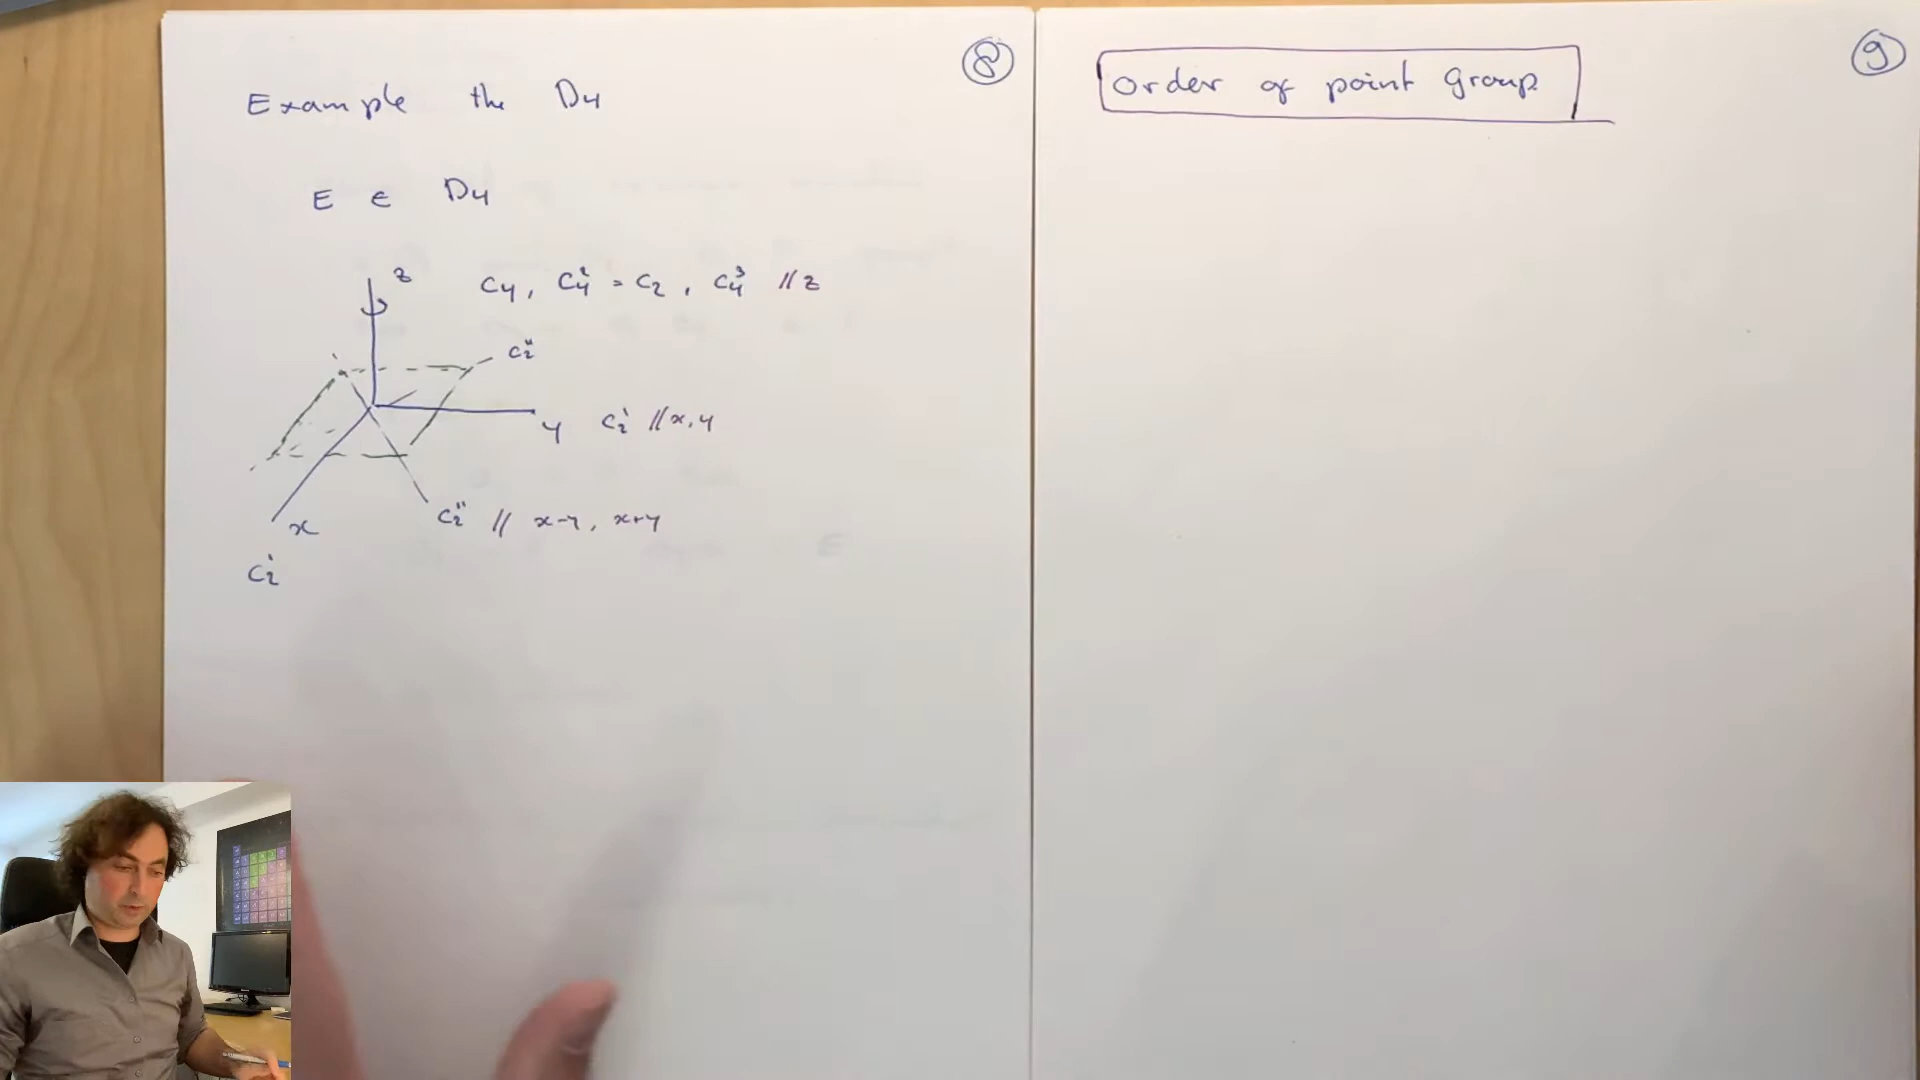 ⑧
Example the D4
E ∈ D4
z C4, C4² = C2, C4³ //z
C2''
y C2' //x,y
C2'' // x-y, x+y
x
C2'
⑨
Order of point Group